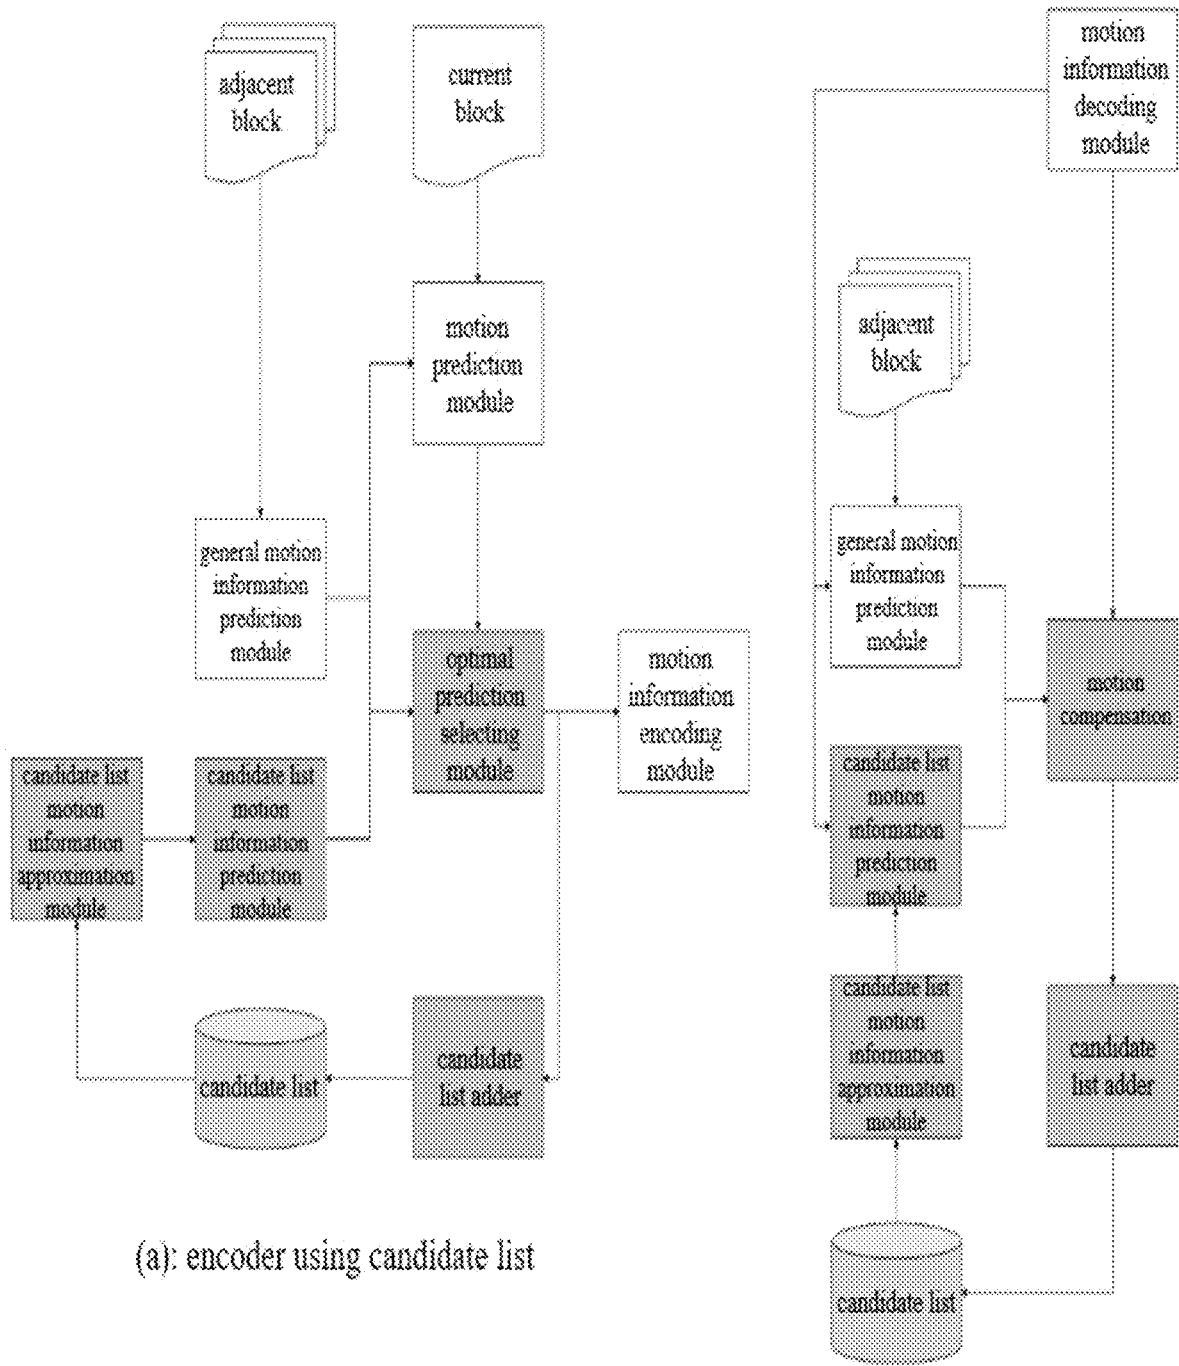 adjacent
block
current
block
motion
prediction
module
general motion
information
prediction
module
optimal
prediction
selecting
module
motion
information
encoding
module
candidate list
motion
information
approximation
module
candidate list
motion
information
prediction
module
candidate list
candidate
list adder
(a): encoder using candidate list
motion
information
decoding
module
adjacent
block
general motion
information
prediction
module
motion
compensation
candidate list
motion
information
prediction
module
candidate list
motion
information
approximation
module
candidate
list adder
candidate list